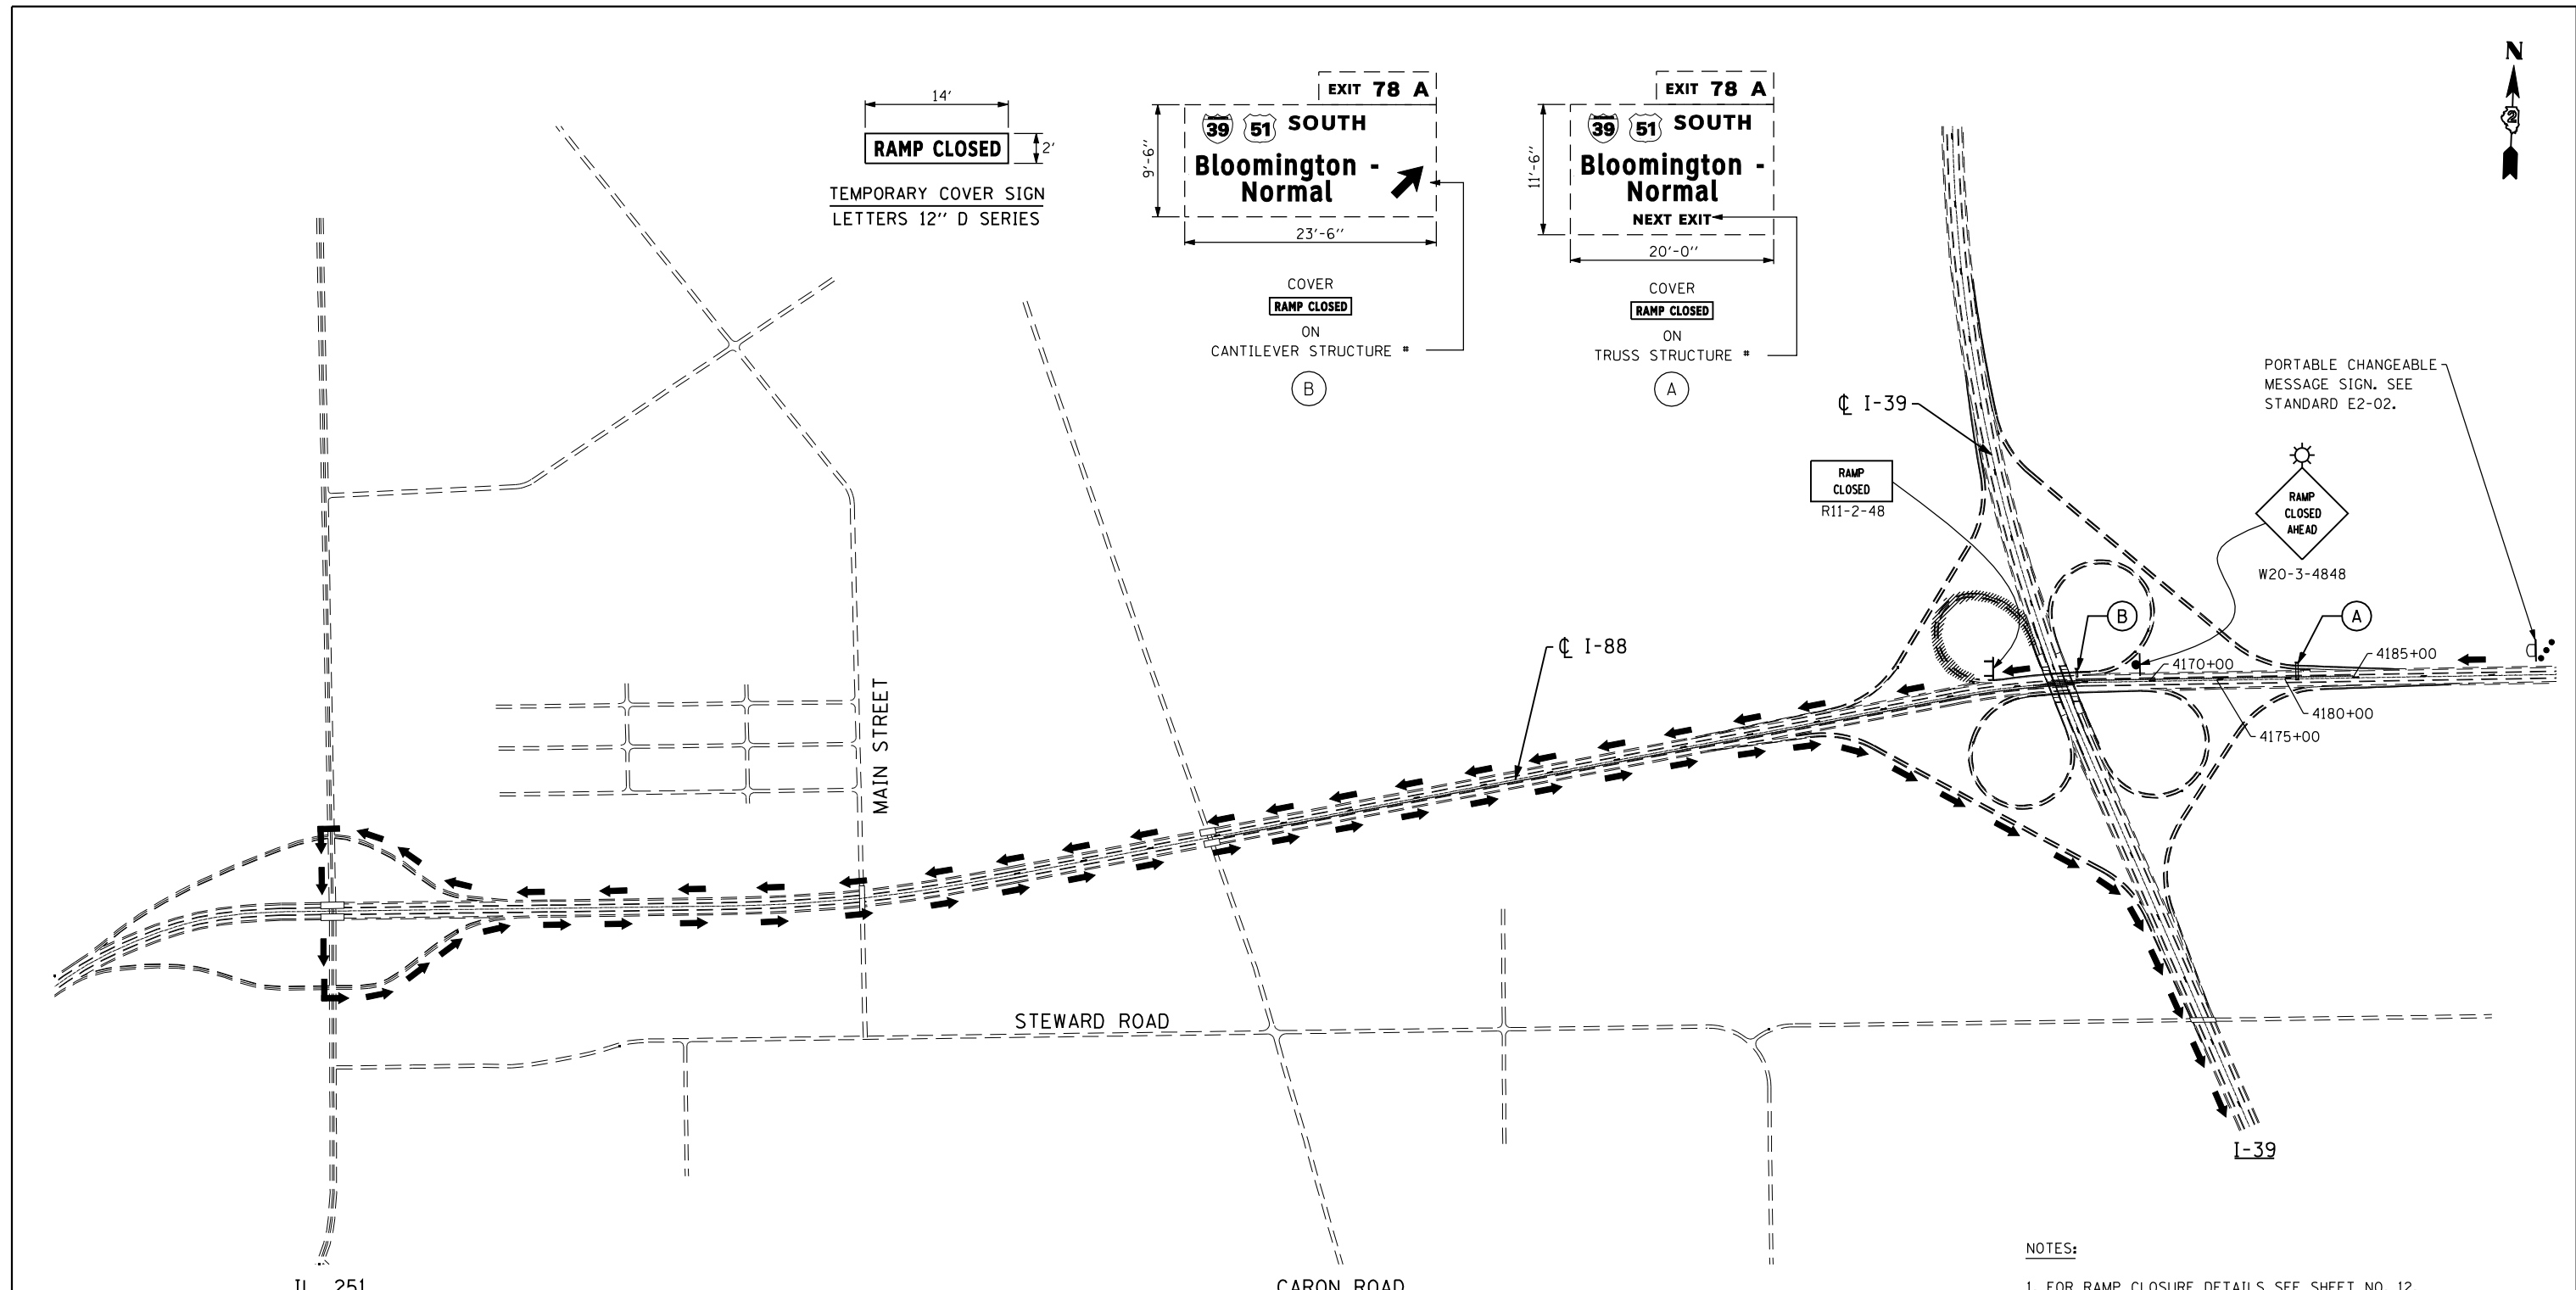 14'
RAMP CLOSED
2'
TEMPORARY COVER SIGN
LETTERS 12'' D SERIES
EXIT 78 A
39 51 SOUTH
Bloomington -
Normal
9'-6''
23'-6''
COVER
RAMP CLOSED
ON
CANTILEVER STRUCTURE #
B
EXIT 78 A
39 51 SOUTH
Bloomington -
Normal
NEXT EXIT
11'-6''
20'-0''
COVER
RAMP CLOSED
ON
TRUSS STRUCTURE #
A
N
2
PORTABLE CHANGEABLE
MESSAGE SIGN. SEE
STANDARD E2-02.
℄ I-39
RAMP
CLOSED
R11-2-48
RAMP
CLOSED
AHEAD
W20-3-4848
B
A
4170+00
4185+00
4180+00
4175+00
℄ I-88
MAIN STREET
STEWARD ROAD
I-39
NOTES:
IL. 251
CARON ROAD
1. FOR RAMP CLOSURE DETAILS SEE SHEET NO. 12